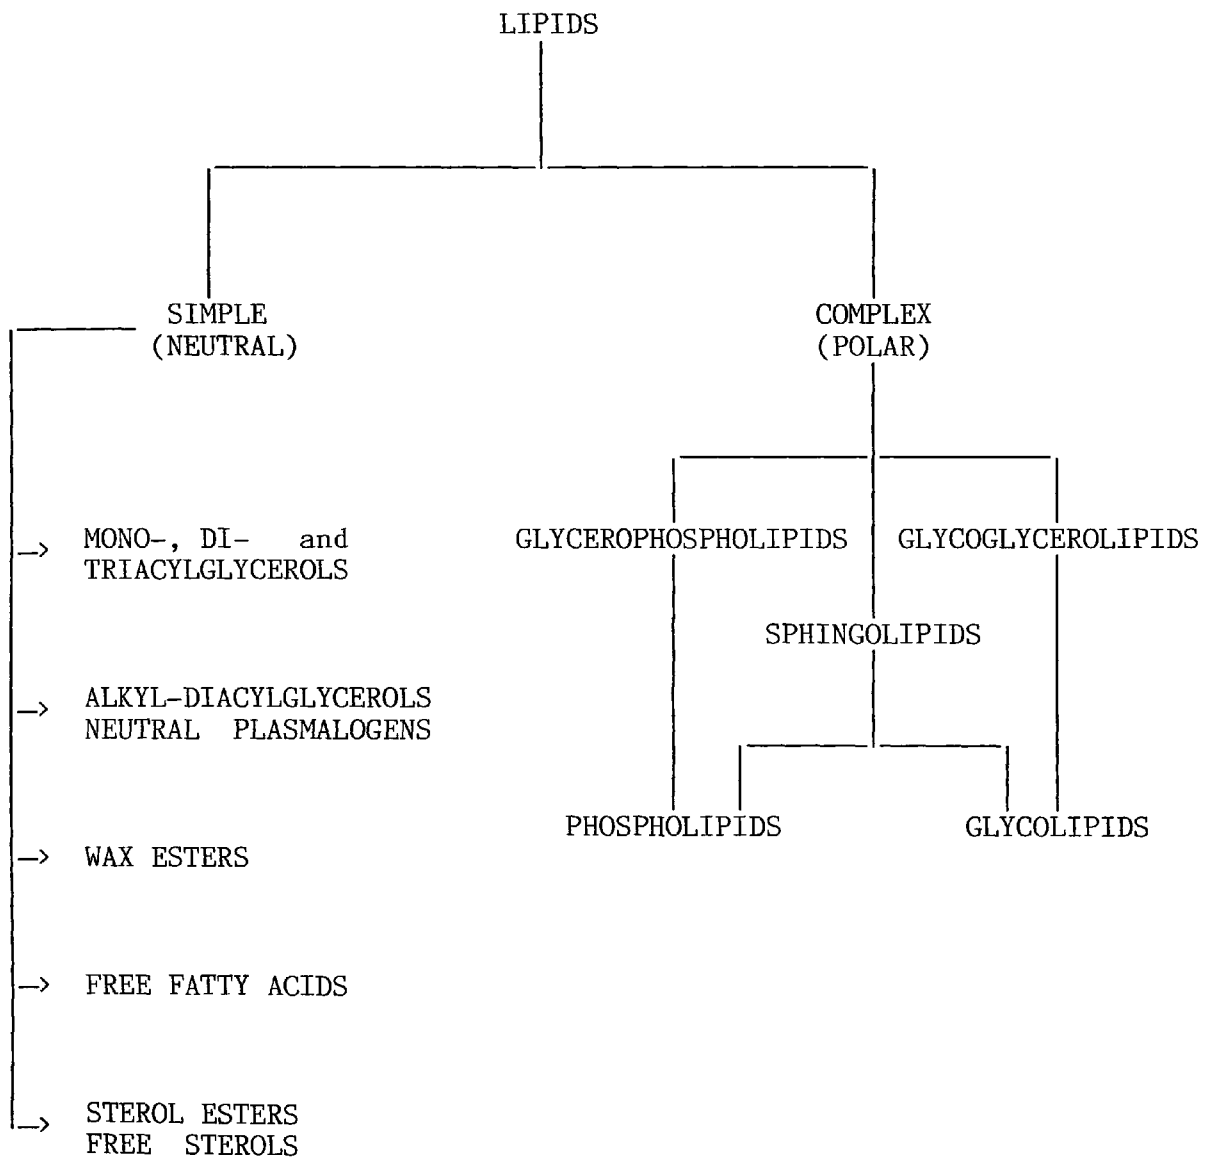 LIPIDS
SIMPLE
(NEUTRAL)
COMPLEX
(POLAR)
MONO-, DI- and
TRIACYLGLYCEROLS
GLYCEROPHOSPHOLIPIDS
GLYCOGLYCEROLIPIDS
SPHINGOLIPIDS
ALKYL-DIACYLGLYCEROLS
NEUTRAL PLASMALOGENS
PHOSPHOLIPIDS
GLYCOLIPIDS
WAX ESTERS
FREE FATTY ACIDS
STEROL ESTERS
FREE STEROLS